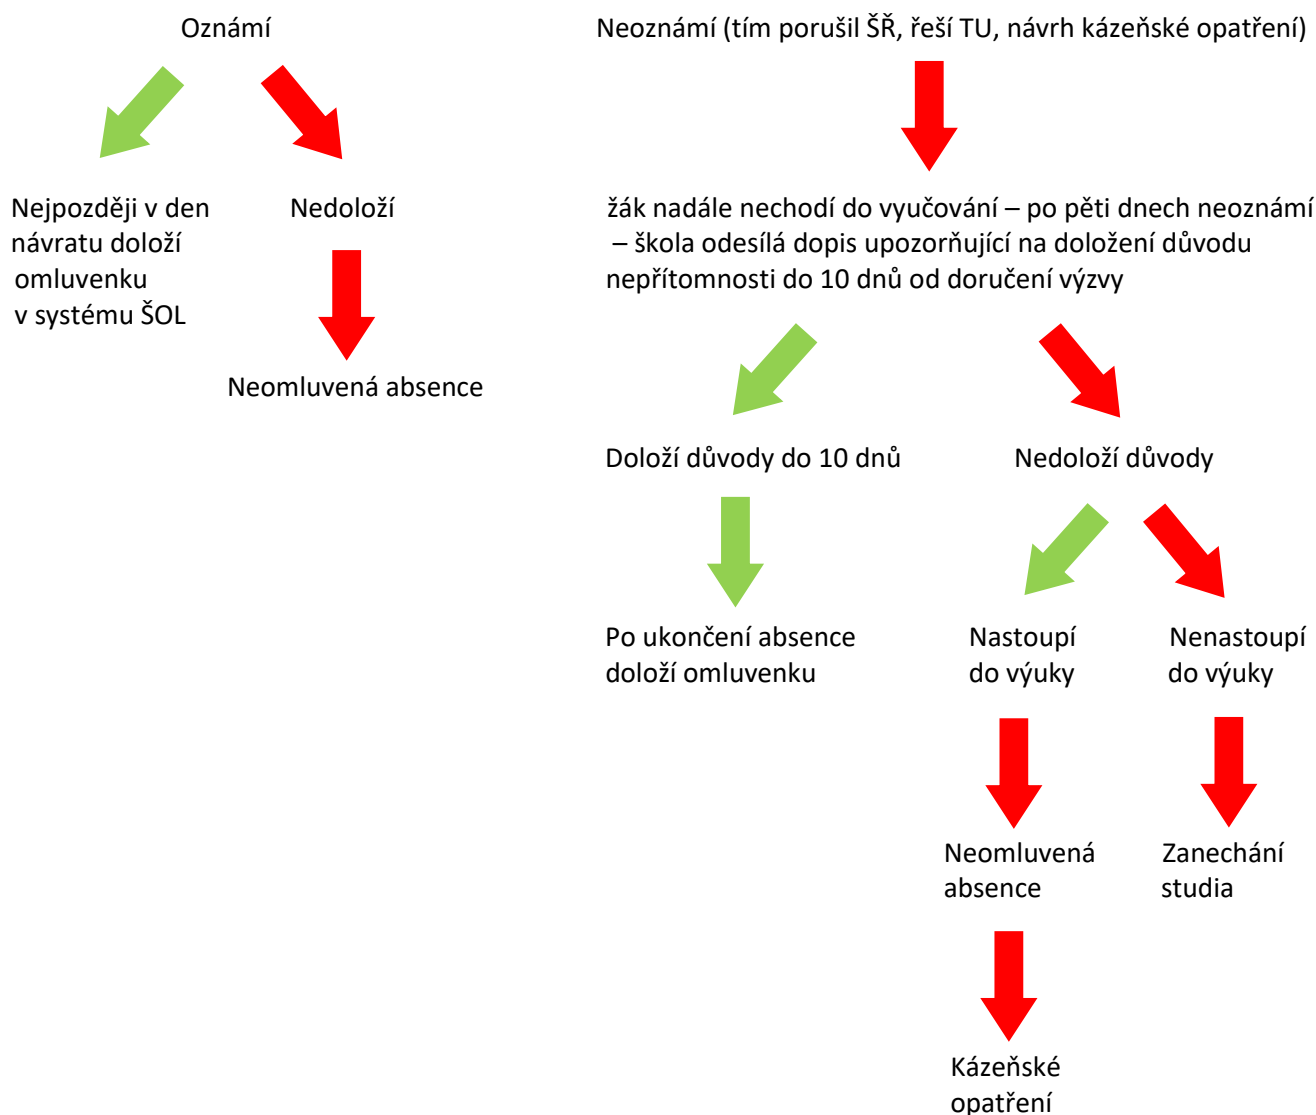 Oznámí
Neoznámí (tím porušil ŠŘ, řeší TU, návrh kázeňské opatření)
Nejpozději v den
návratu doloží
omluvenku
v systému ŠOL
Nedoloží
žák nadále nechodí do vyučování – po pěti dnech neoznámí
– škola odesílá dopis upozorňující na doložení důvodu
nepřítomnosti do 10 dnů od doručení výzvy
Neomluvená absence
Doloží důvody do 10 dnů
Nedoloží důvody
Po ukončení absence
doloží omluvenku
Nastoupí
do výuky
Nenastoupí
do výuky
Neomluvená
absence
Zanechání
studia
Kázeňské
opatření